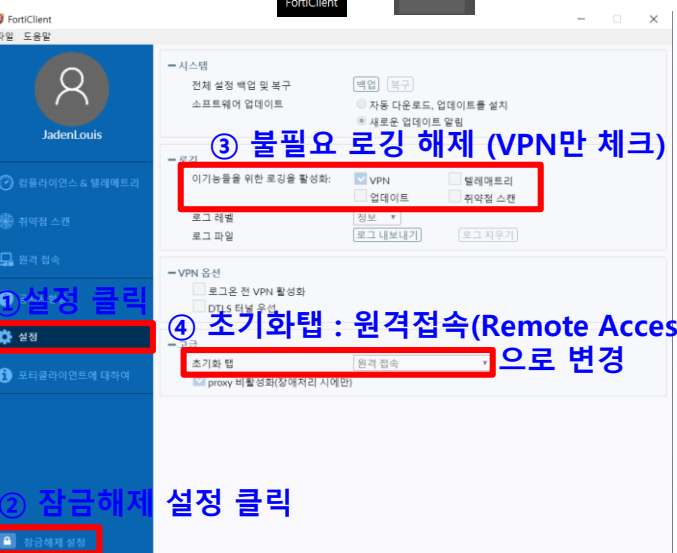 FortiClient
FortiClient
파일 도움말
JadenLouis
컴플라이언스 & 텔레메트리
취약점 스캔
원격 접속
①설정 클릭
설정
포티클라이언트에 대하여
② 잠금해제 설정 클릭
잠금해제 설정
시스템
전체 설정 백업 및 복구 백업 복구
소프트웨어 업데이트 자동 다운로드, 업데이트를 설치
새로운 업데이트 알림
③ 불필요 로깅 해제 (VPN만 체크)
로깅
이기능들을 위한 로깅을 활성화: VPN 텔레매트리
업데이트 취약점 스캔
로그 레벨 정보
로그 파일 로그 내보내기 로그 지우기
VPN 옵션
로그온 전 VPN 활성화
DTLS 터널 우선
④ 초기화탭 : 원격접속(Remote Acces
으로 변경
고급
초기화 탭 원격 접속
proxy 비활성화(장애처리 시에만)